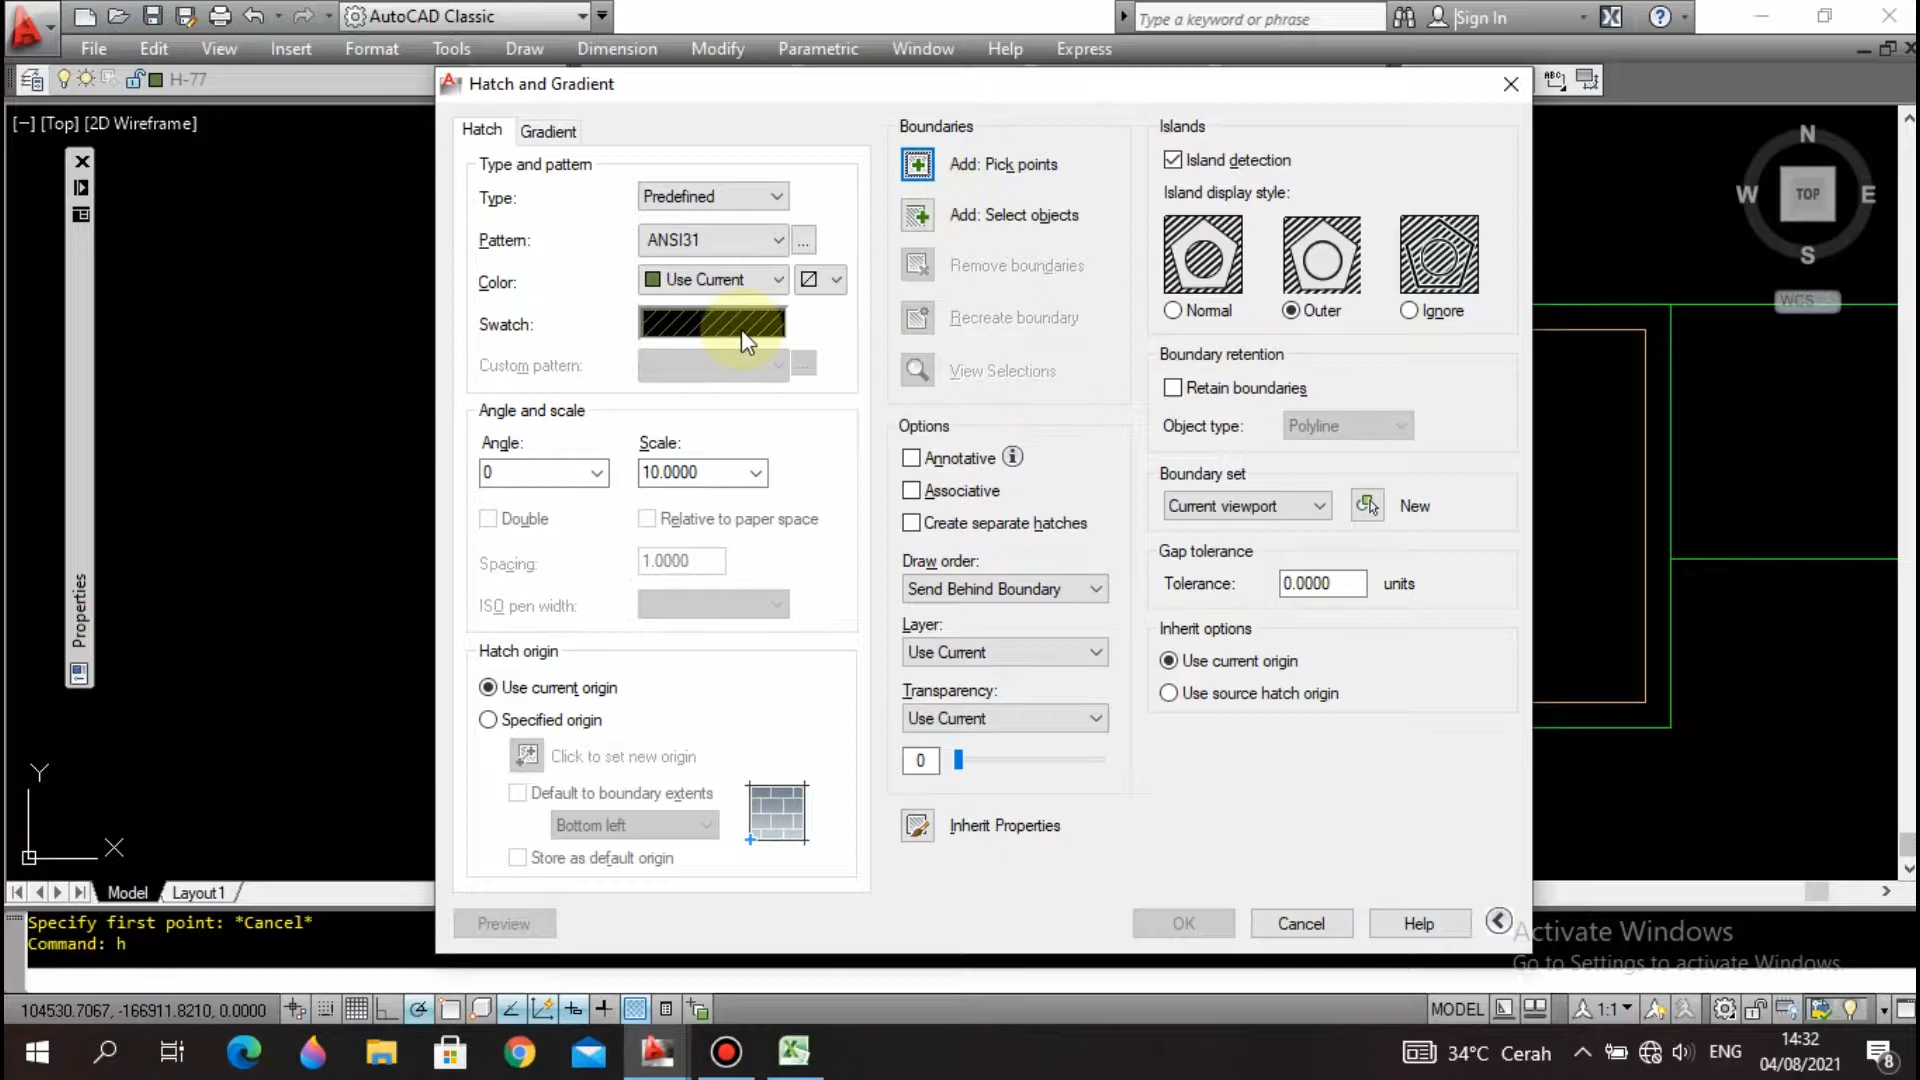 AutoCAD Classic
Type a keyword or phrase
Sign In
File Edit View Insert Format Tools Draw Dimension Modify Parametric Window Help Express
H-77
Hatch and Gradient
[−] [Top] [2D Wireframe]
Properties
Hatch Gradient
Type and pattern
Type: Predefined
Pattern: ANSI31 ...
Color: Use Current
Swatch:
Custom pattern: ...
Angle and scale
Angle: Scale:
0 10.0000
Double Relative to paper space
Spacing: 1.0000
ISO pen width:
Hatch origin
Use current origin
Specified origin
Click to set new origin
Default to boundary extents
Bottom left
Store as default origin
Preview
Boundaries
Add: Pick points
Add: Select objects
Remove boundaries
Recreate boundary
View Selections
Options
Annotative
Associative
Create separate hatches
Draw order:
Send Behind Boundary
Layer:
Use Current
Transparency:
Use Current
0
Inherit Properties
Islands
Island detection
Island display style:
Normal Outer Ignore
Boundary retention
Retain boundaries
Object type: Polyline
Boundary set
Current viewport New
Gap tolerance
Tolerance: 0.0000 units
Inherit options
Use current origin
Use source hatch origin
OK Cancel Help
N
W TOP E
S
WCS
Y
X
Model Layout1
Specify first point: *Cancel*
Command: h
Activate Windows
Go to Settings to activate Windows.
104530.7067, -166911.8210, 0.0000
MODEL 1:1
34°C Cerah ENG
14:32
04/08/2021
8